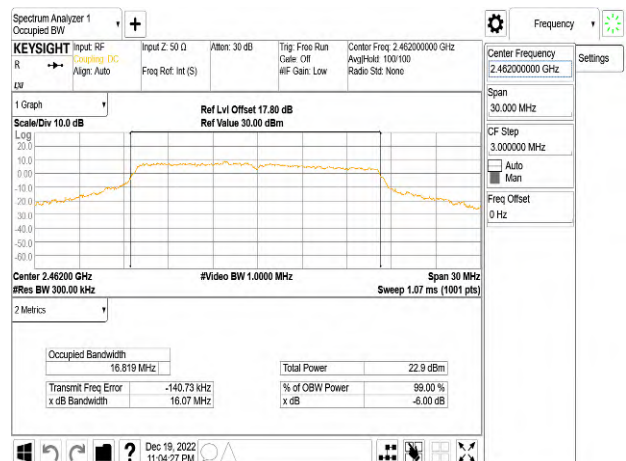 Spectrum Analyzer 1
Occupied BW
Frequency
KEYSIGHT
Input: RF
Input Z: 50 Ω
Atten: 30 dB
Trig: Free Run
Center Freq: 2.462000000 GHz
R
Coupling: DC
Gate: Off
Avg|Hold: 100/100
Align: Auto
Freq Ref: Int (S)
#IF Gain: Low
Radio Std: None
Center Frequency
2.462000000 GHz
Settings
Span
30.000 MHz
CF Step
3.000000 MHz
Auto
Man
Freq Offset
0 Hz
1 Graph
Ref Lvl Offset 17.80 dB
Scale/Div 10.0 dB
Ref Value 30.00 dBm
Log
20.0
10.0
0.00
-10.0
-20.0
-30.0
-40.0
-50.0
-60.0
Center 2.46200 GHz
#Video BW 1.0000 MHz
Span 30 MHz
#Res BW 300.00 kHz
Sweep 1.07 ms (1001 pts)
2 Metrics
Occupied Bandwidth
16.819 MHz
Total Power
22.9 dBm
Transmit Freq Error
-140.73 kHz
% of OBW Power
99.00 %
x dB Bandwidth
16.07 MHz
x dB
-6.00 dB
?
Dec 19, 2022
11:04:27 PM